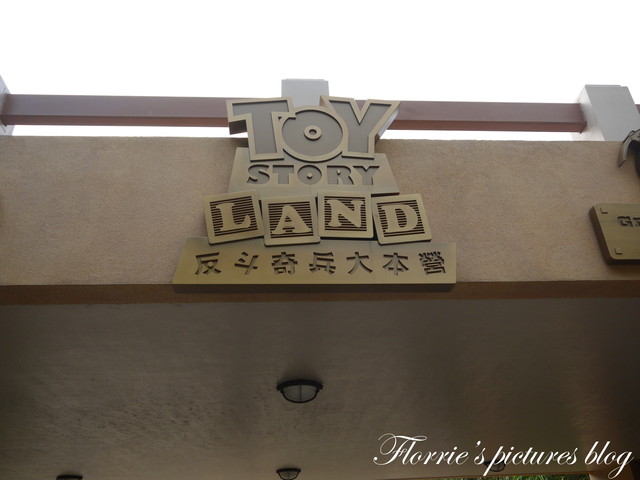 TOY
STORY
LAND
反斗奇兵大本營
Florrie's pictures blog